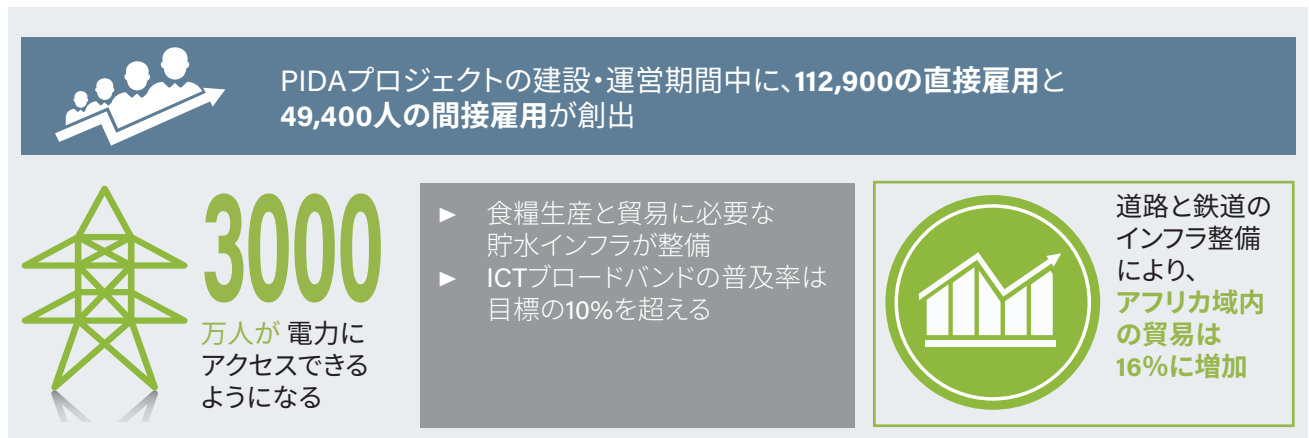 PIDAプロジェクトの建設・運営期間中に、112,900の直接雇用と
49,400人の間接雇用が創出
3000
万人が 電力に
アクセスできる
ようになる
► 食糧生産と貿易に必要な
貯水インフラが整備
► ICTブロードバンドの普及率は
目標の10%を超える
道路と鉄道の
インフラ整備
により、
アフリカ域内
の貿易は
16%に増加